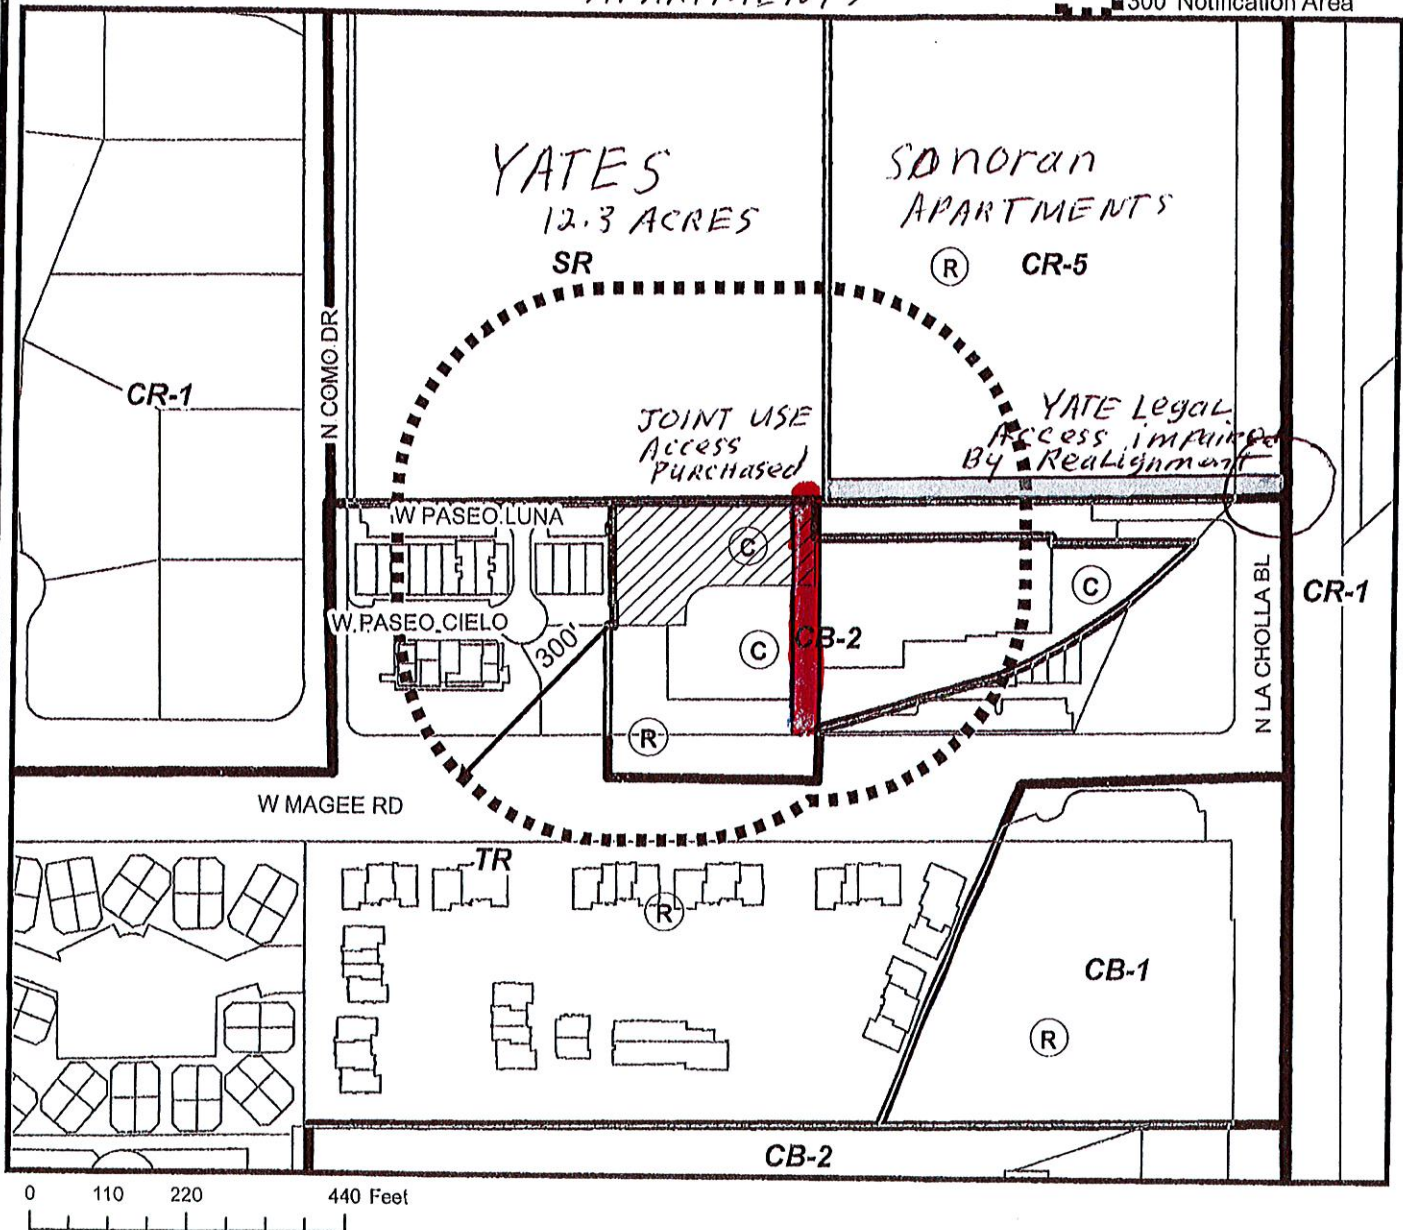 APARTMENTS
300' Notification Area
YATES
12.3 ACRES
SR
Sonoran
APARTMENTS
R
CR-5
CR-1
N COMO DR
JOINT USE
Access
PURCHASED
YATE Legal
Access impaired
By ReaLignment
W PASEO LUNA
C
C
W PASEO CIELO
300'
C
CB-2
R
N LA CHOLLA BL
CR-1
W MAGEE RD
TR
R
CB-1
R
CB-2
0 110 220 440 Feet